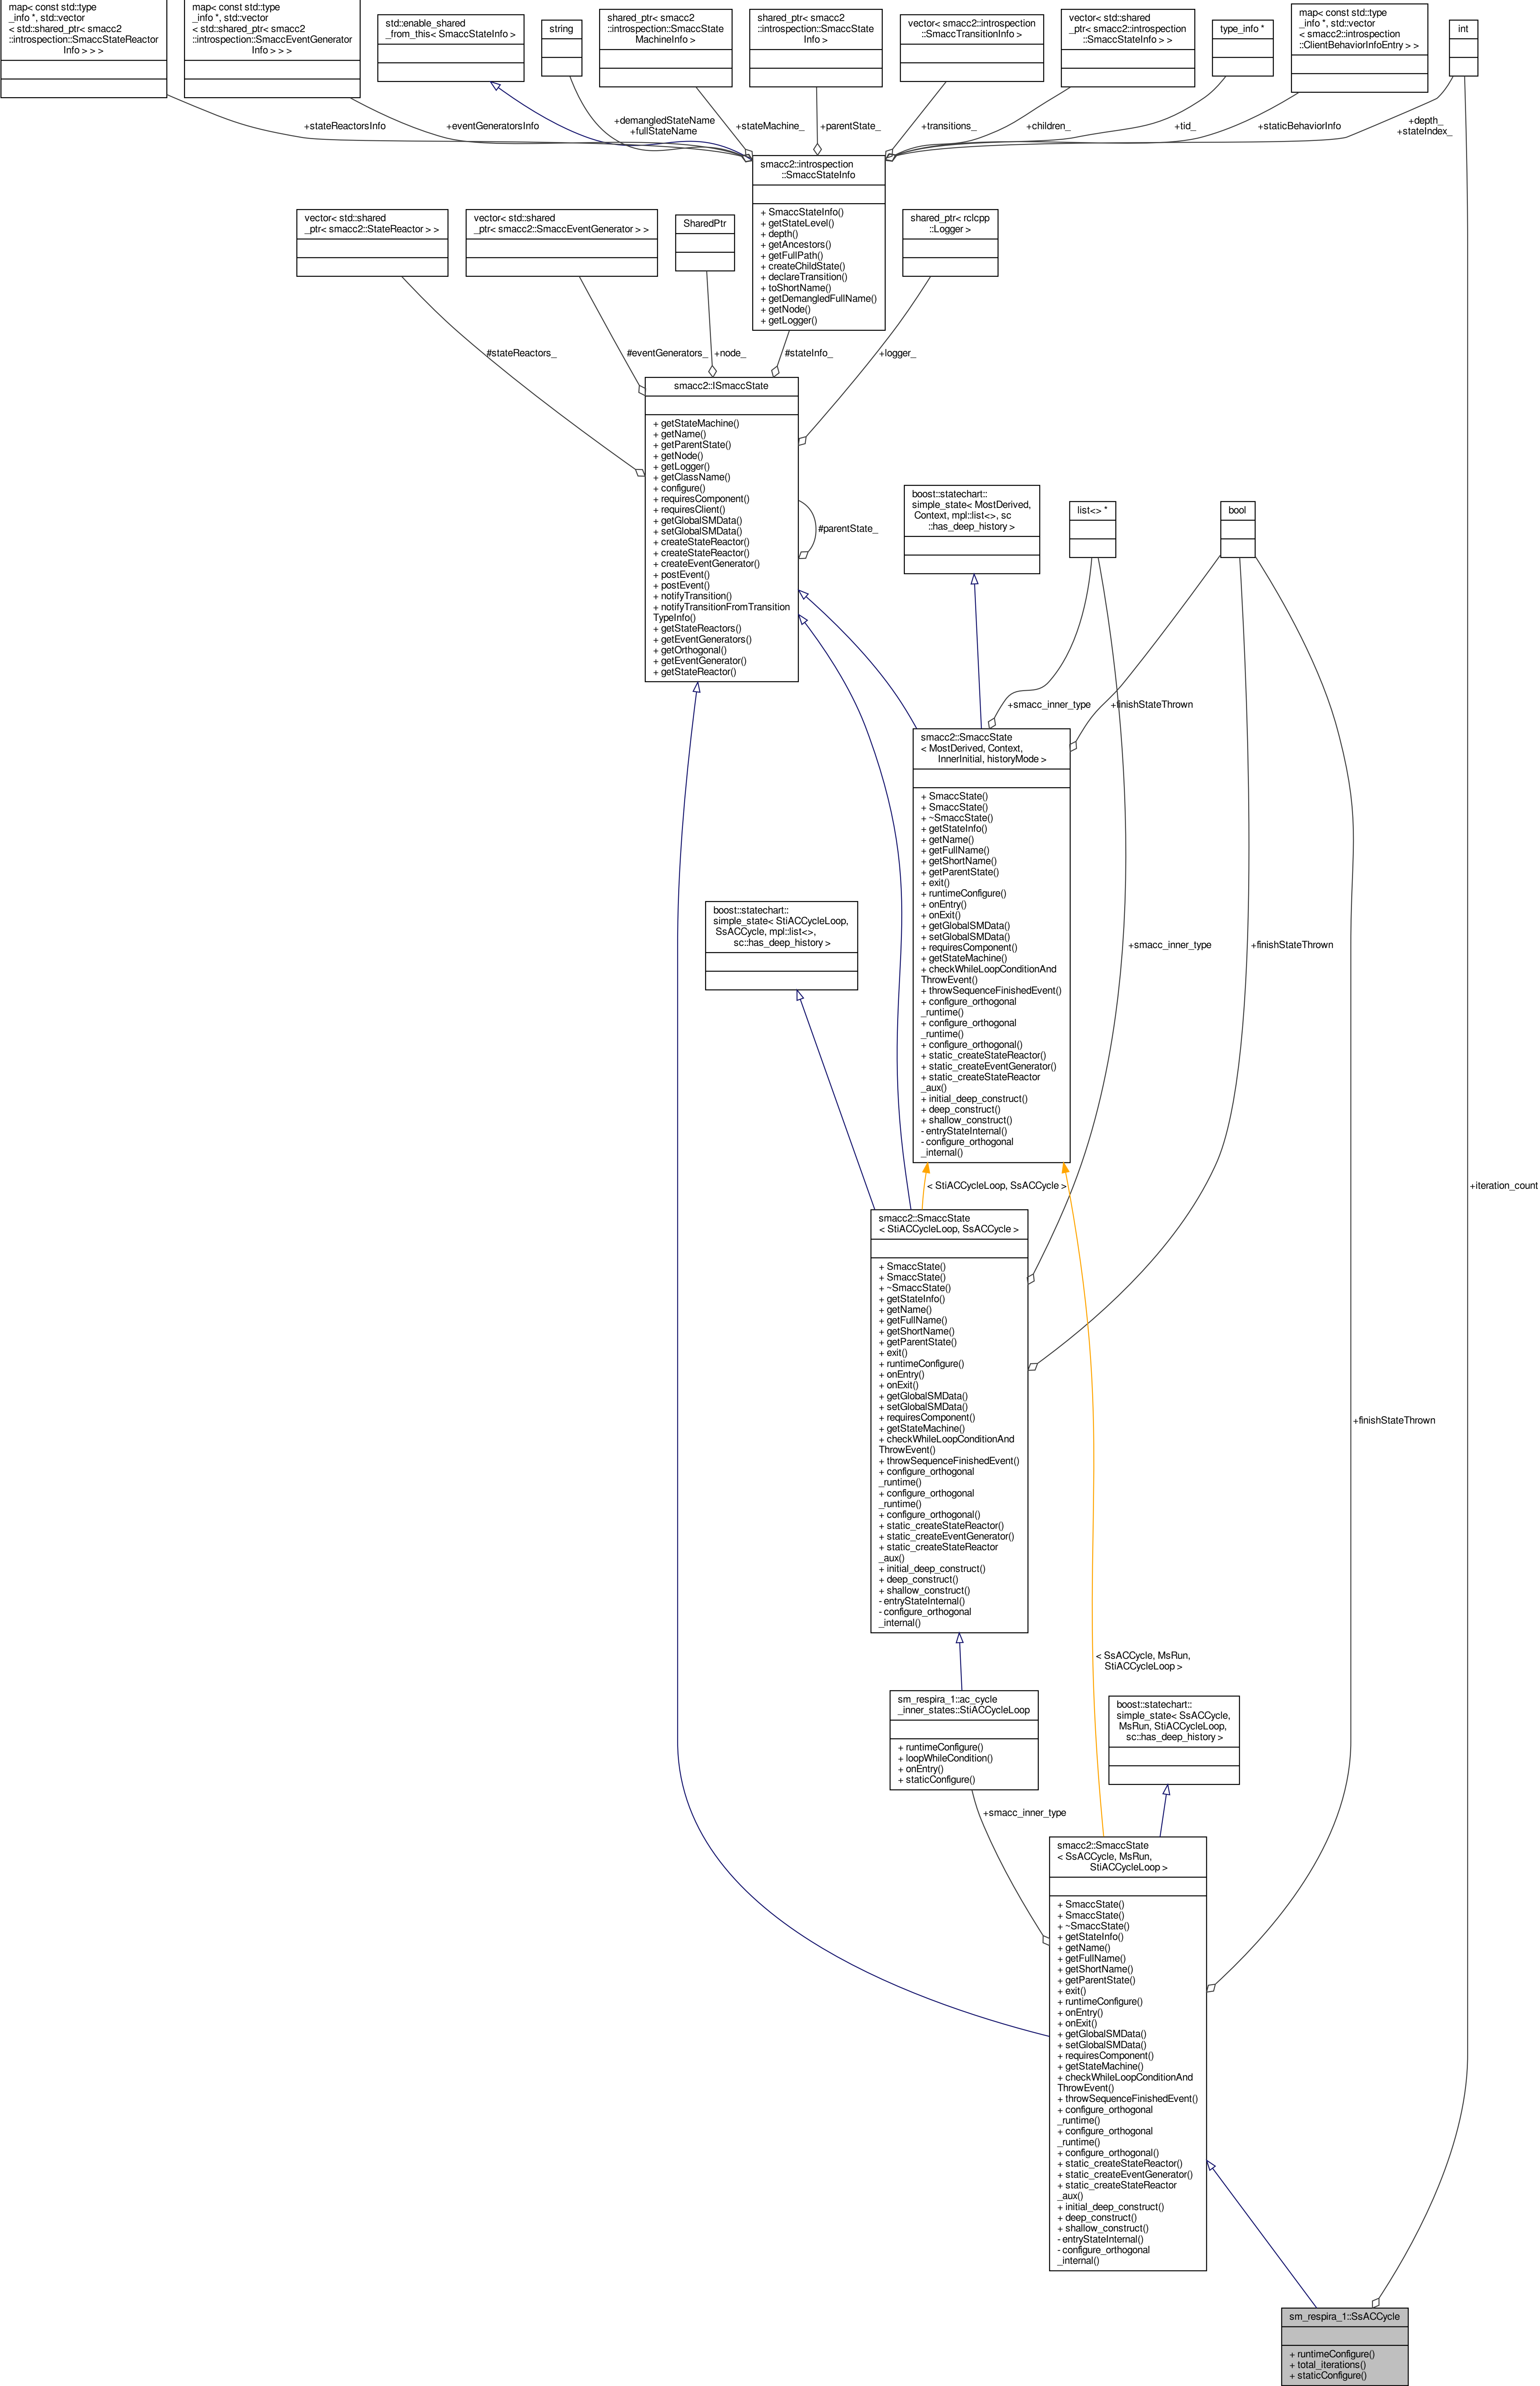 map< const std::type
_info *, std::vector
< std::shared_ptr< smacc2
::introspection::SmaccStateReactor
Info > > >
map< const std::type
_info *, std::vector
< std::shared_ptr< smacc2
::introspection::SmaccEventGenerator
Info > > >
std::enable_shared
_from_this< SmaccStateInfo >
string
shared_ptr< smacc2
::introspection::SmaccState
MachineInfo >
shared_ptr< smacc2
::introspection::SmaccState
Info >
vector< smacc2::introspection
::SmaccTransitionInfo >
vector< std::shared
_ptr< smacc2::introspection
::SmaccStateInfo > >
type_info *
map< const std::type
_info *, std::vector
< smacc2::introspection
::ClientBehaviorInfoEntry > >
int
+stateReactorsInfo
+eventGeneratorsInfo
+demangledStateName
+fullStateName
+stateMachine_
+parentState_
+transitions_
+children_
+tid_
+staticBehaviorInfo
+depth_
+stateIndex_
smacc2::introspection
::SmaccStateInfo
+ SmaccStateInfo()
+ getStateLevel()
+ depth()
+ getAncestors()
+ getFullPath()
+ createChildState()
+ declareTransition()
+ toShortName()
+ getDemangledFullName()
+ getNode()
+ getLogger()
vector< std::shared
_ptr< smacc2::StateReactor > >
vector< std::shared
_ptr< smacc2::SmaccEventGenerator > >
SharedPtr
shared_ptr< rclcpp
::Logger >
#stateReactors_
#eventGenerators_
+node_
#stateInfo_
+logger_
smacc2::ISmaccState
+ getStateMachine()
+ getName()
+ getParentState()
+ getNode()
+ getLogger()
+ getClassName()
+ configure()
+ requiresComponent()
+ requiresClient()
+ getGlobalSMData()
+ setGlobalSMData()
+ createStateReactor()
+ createStateReactor()
+ createEventGenerator()
+ postEvent()
+ postEvent()
+ notifyTransition()
+ notifyTransitionFromTransition
TypeInfo()
+ getStateReactors()
+ getEventGenerators()
+ getOrthogonal()
+ getEventGenerator()
+ getStateReactor()
#parentState_
boost::statechart::
simple_state< MostDerived,
Context, mpl::list<>, sc
::has_deep_history >
list<> *
bool
+smacc_inner_type
+finishStateThrown
smacc2::SmaccState
< MostDerived, Context,
InnerInitial, historyMode >
+ SmaccState()
+ SmaccState()
+ ~SmaccState()
+ getStateInfo()
+ getName()
+ getFullName()
+ getShortName()
+ getParentState()
+ exit()
+ runtimeConfigure()
+ onEntry()
+ onExit()
+ getGlobalSMData()
+ setGlobalSMData()
+ requiresComponent()
+ getStateMachine()
+ checkWhileLoopConditionAnd
ThrowEvent()
+ throwSequenceFinishedEvent()
+ configure_orthogonal
_runtime()
+ configure_orthogonal
_runtime()
+ configure_orthogonal()
+ static_createStateReactor()
+ static_createEventGenerator()
+ static_createStateReactor
_aux()
+ initial_deep_construct()
+ deep_construct()
+ shallow_construct()
- entryStateInternal()
- configure_orthogonal
_internal()
boost::statechart::
simple_state< StiACCycleLoop,
SsACCycle, mpl::list<>,
sc::has_deep_history >
+smacc_inner_type
+finishStateThrown
< StiACCycleLoop, SsACCycle >
+iteration_count
smacc2::SmaccState
< StiACCycleLoop, SsACCycle >
+ SmaccState()
+ SmaccState()
+ ~SmaccState()
+ getStateInfo()
+ getName()
+ getFullName()
+ getShortName()
+ getParentState()
+ exit()
+ runtimeConfigure()
+ onEntry()
+ onExit()
+ getGlobalSMData()
+ setGlobalSMData()
+ requiresComponent()
+ getStateMachine()
+ checkWhileLoopConditionAnd
ThrowEvent()
+ throwSequenceFinishedEvent()
+ configure_orthogonal
_runtime()
+ configure_orthogonal
_runtime()
+ configure_orthogonal()
+ static_createStateReactor()
+ static_createEventGenerator()
+ static_createStateReactor
_aux()
+ initial_deep_construct()
+ deep_construct()
+ shallow_construct()
- entryStateInternal()
- configure_orthogonal
_internal()
+finishStateThrown
< SsACCycle, MsRun,
StiACCycleLoop >
sm_respira_1::ac_cycle
_inner_states::StiACCycleLoop
+ runtimeConfigure()
+ loopWhileCondition()
+ onEntry()
+ staticConfigure()
boost::statechart::
simple_state< SsACCycle,
MsRun, StiACCycleLoop,
sc::has_deep_history >
+smacc_inner_type
smacc2::SmaccState
< SsACCycle, MsRun,
StiACCycleLoop >
+ SmaccState()
+ SmaccState()
+ ~SmaccState()
+ getStateInfo()
+ getName()
+ getFullName()
+ getShortName()
+ getParentState()
+ exit()
+ runtimeConfigure()
+ onEntry()
+ onExit()
+ getGlobalSMData()
+ setGlobalSMData()
+ requiresComponent()
+ getStateMachine()
+ checkWhileLoopConditionAnd
ThrowEvent()
+ throwSequenceFinishedEvent()
+ configure_orthogonal
_runtime()
+ configure_orthogonal
_runtime()
+ configure_orthogonal()
+ static_createStateReactor()
+ static_createEventGenerator()
+ static_createStateReactor
_aux()
+ initial_deep_construct()
+ deep_construct()
+ shallow_construct()
- entryStateInternal()
- configure_orthogonal
_internal()
sm_respira_1::SsACCycle
+ runtimeConfigure()
+ total_iterations()
+ staticConfigure()